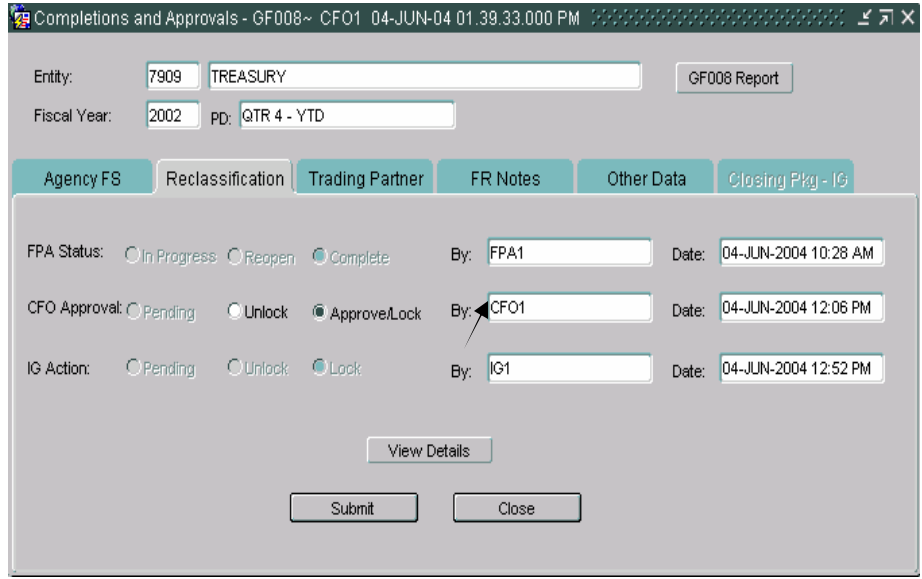 Completions and Approvals - GF008~ CFO1 04-JUN-04 01.39.33.000 PM
Entity: 7909 TREASURY GF008 Report
Fiscal Year: 2002 PD: QTR 4 - YTD
Agency FS Reclassification Trading Partner FR Notes Other Data Closing Pkg - IG
FPA Status: In Progress Reopen Complete By: FPA1 Date: 04-JUN-2004 10:28 AM
CFO Approval: Pending Unlock Approve/Lock By: CFO1 Date: 04-JUN-2004 12:06 PM
IG Action: Pending Unlock Lock By: IG1 Date: 04-JUN-2004 12:52 PM
View Details
Submit Close